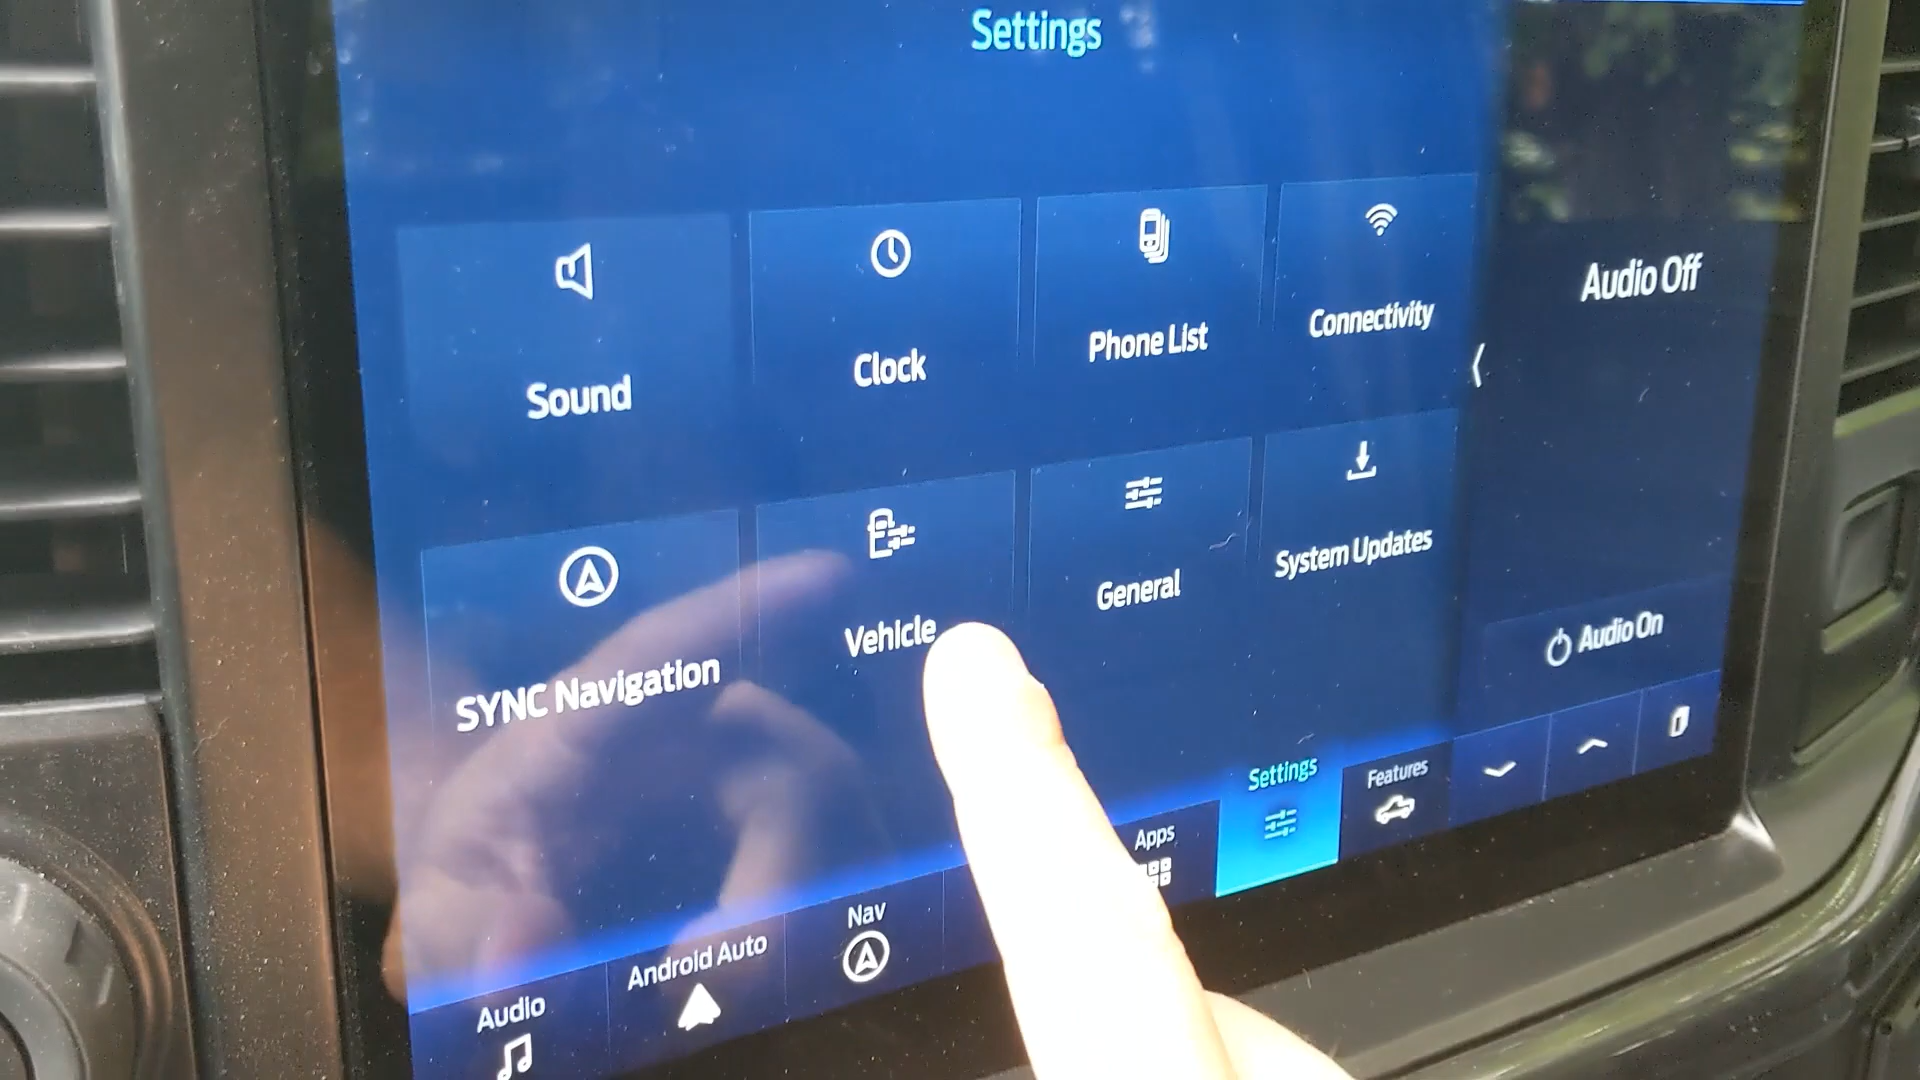 Settings
Sound
Clock
Phone List
Connectivity
Audio Off
SYNC Navigation
Vehicle
General
System Updates
Audio On
Audio
Android Auto
Nav
Apps
Settings
Features